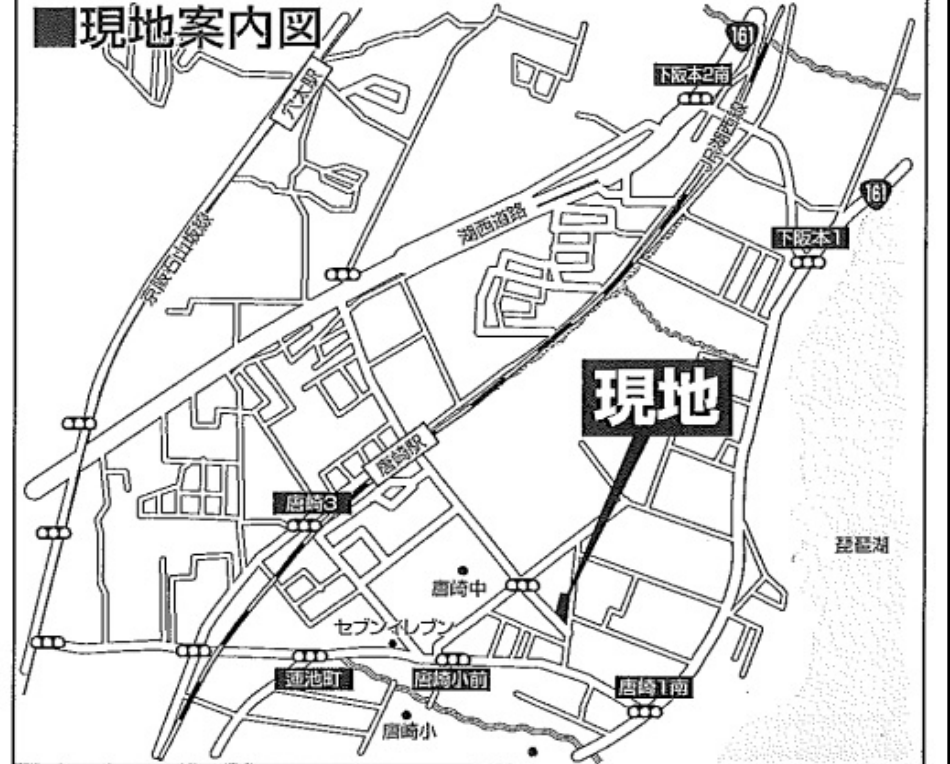 ■現地案内図
161
下阪本2南
穴太駅
JR湖西線
161
湖西道路
下阪本1
京阪石山坂線
現地
唐崎駅
唐崎3
琵琶湖
唐崎中
セブンイレブン
蓮池町
唐崎小前
唐崎1南
唐崎小